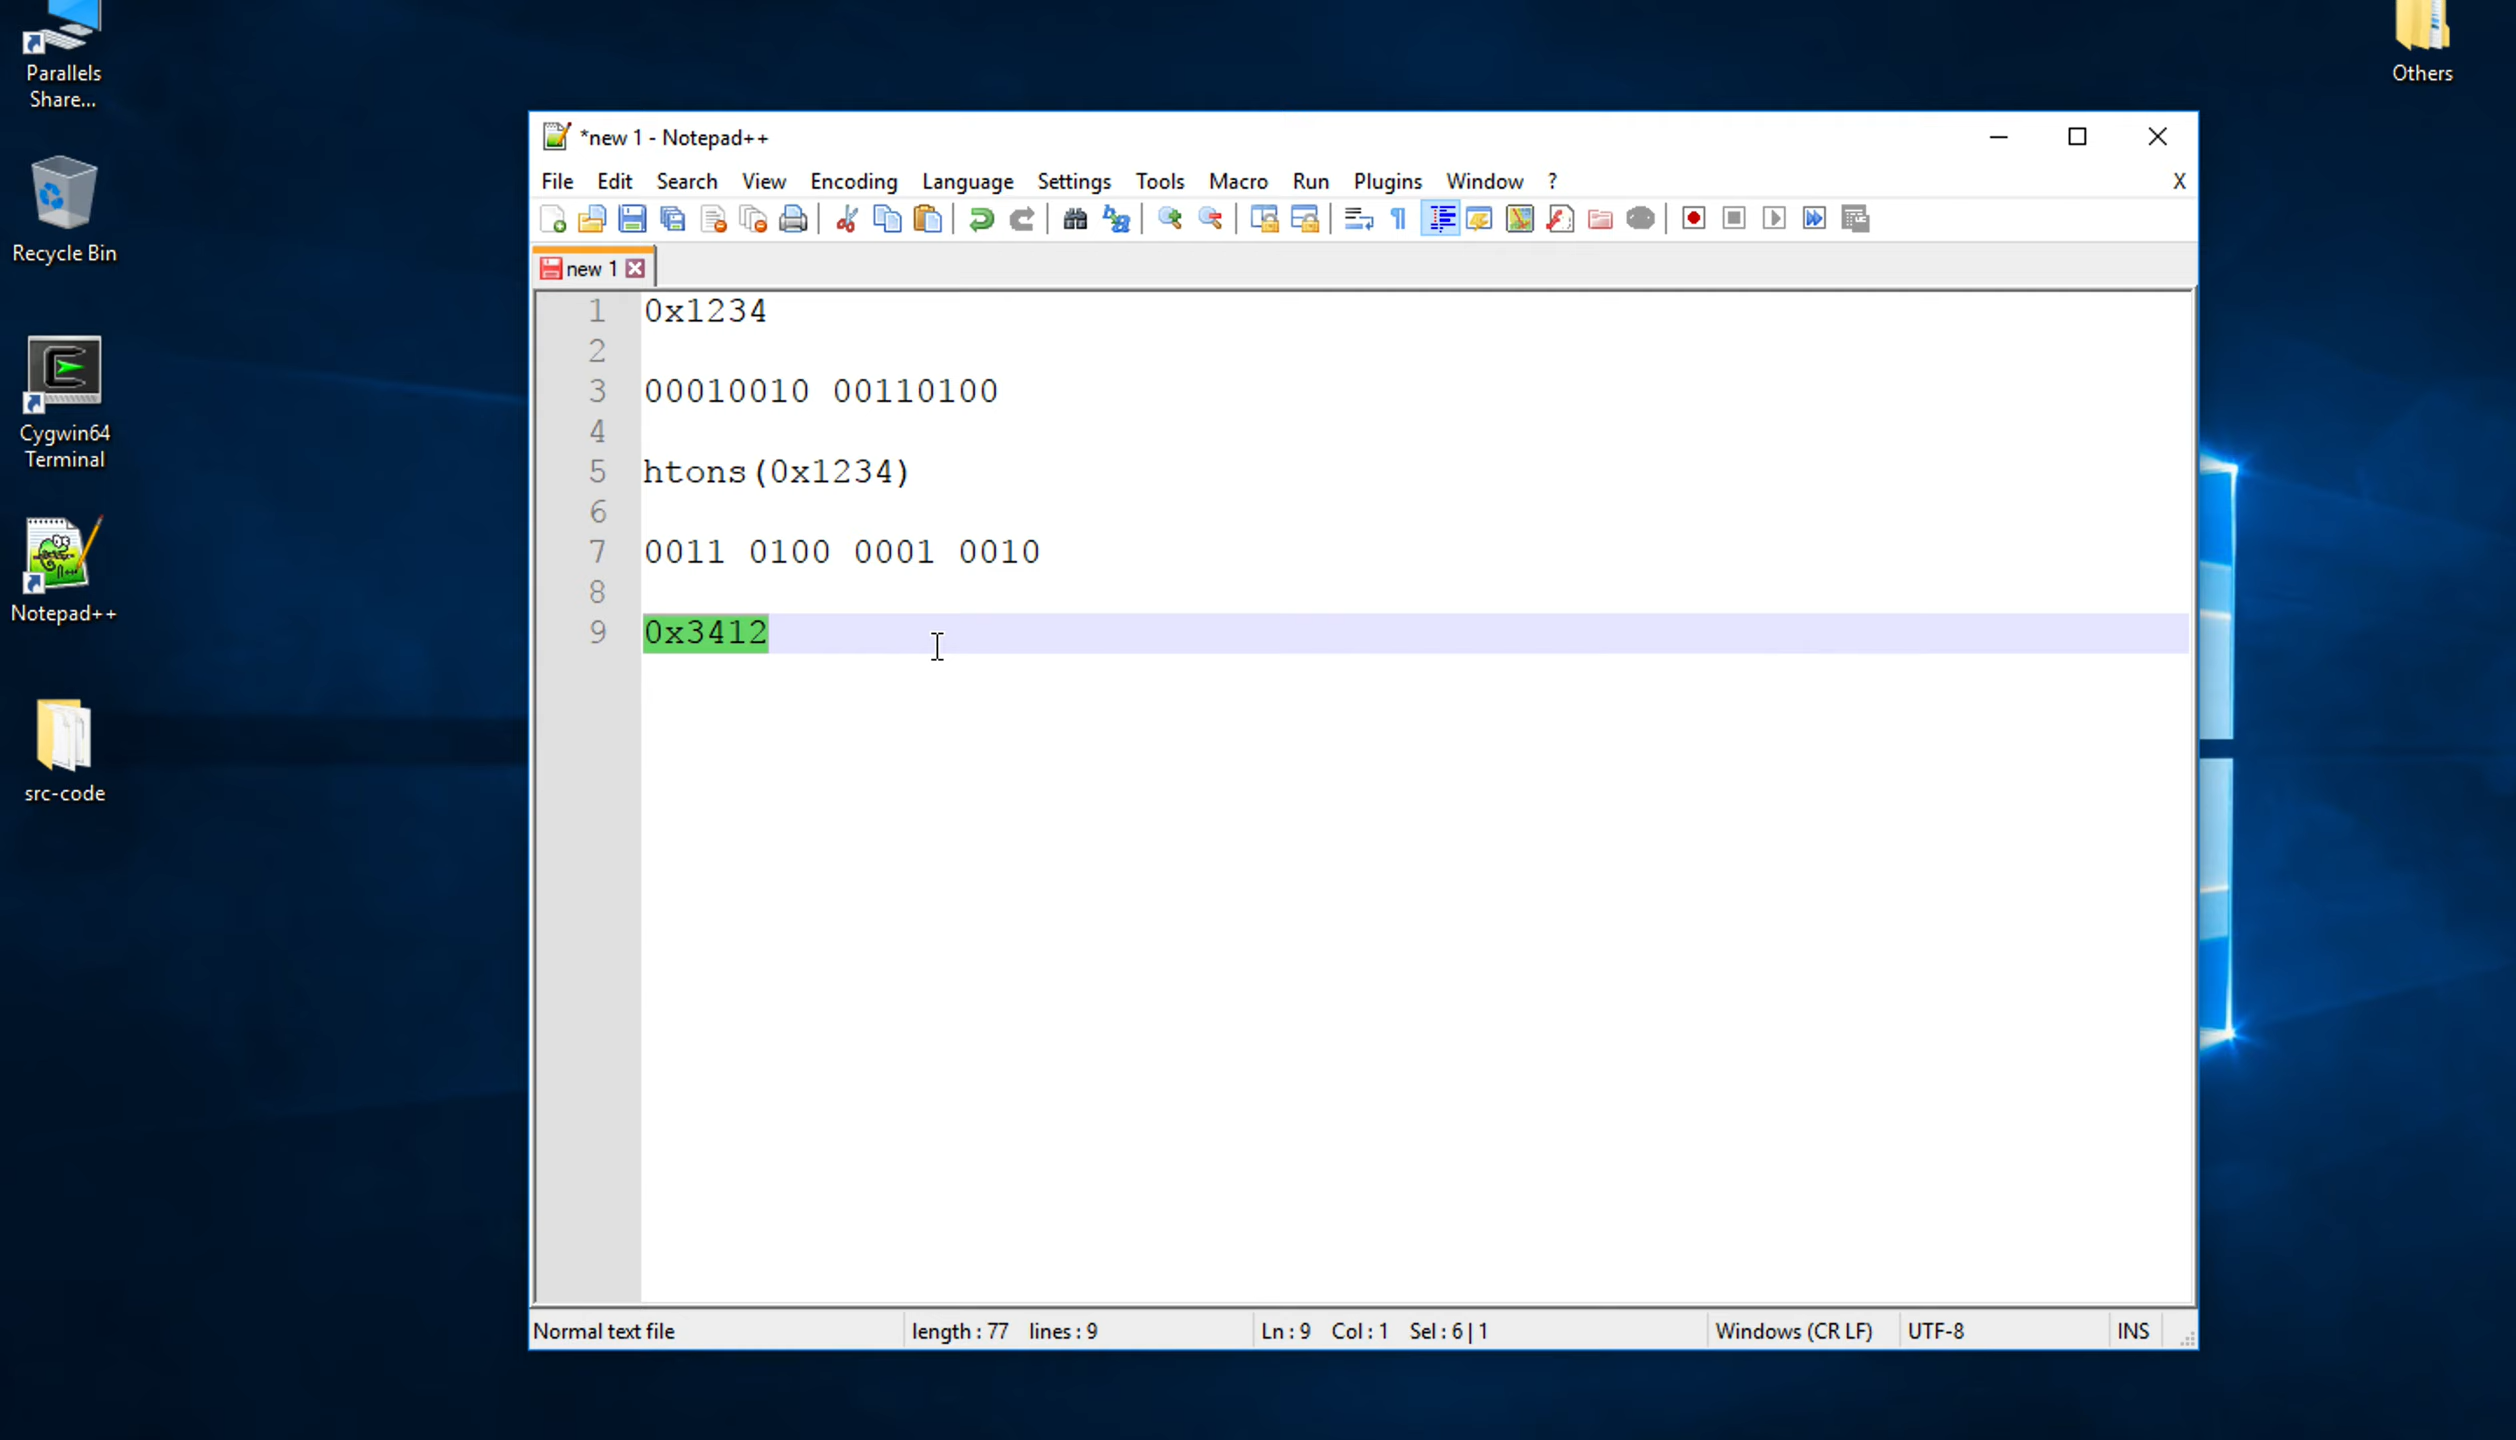 Parallels
Share...
Others
Recycle Bin
Cygwin64
Terminal
Notepad++
src-code
*new 1 - Notepad++
File Edit Search View Encoding Language Settings Tools Macro Run Plugins Window ? X
new 1
1 0x1234
2
3 00010010 00110100
4
5 htons(0x1234)
6
7 0011 0100 0001 0010
8
9 0x3412
Normal text file length : 77 lines : 9 Ln : 9 Col : 1 Sel : 6 | 1 Windows (CR LF) UTF-8 INS